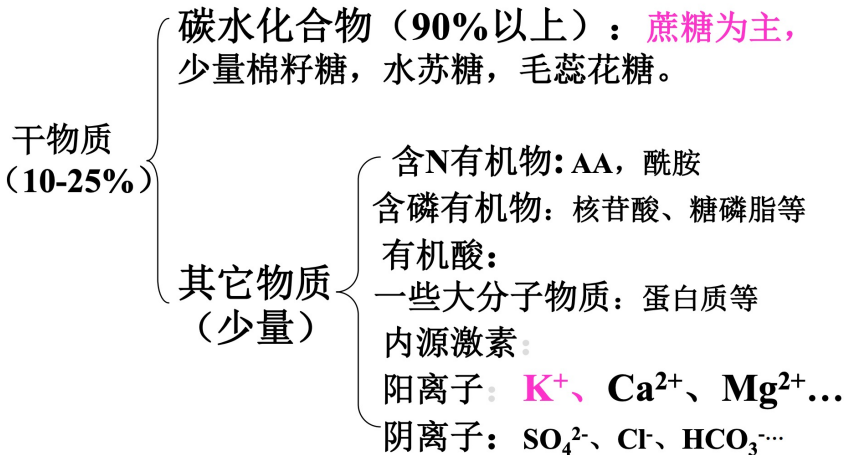 碳水化合物（90%以上）：蔗糖为主，
少量棉籽糖，水苏糖，毛蕊花糖。
干物质
（10-25%）
含N有机物：AA，酰胺
含磷有机物：核苷酸、糖磷脂等
有机酸：
其它物质
（少量）
一些大分子物质：蛋白质等
内源激素：
阳离子：K⁺、Ca²⁺、Mg²⁺…
阴离子：SO₄²⁻、Cl⁻、HCO₃⁻…